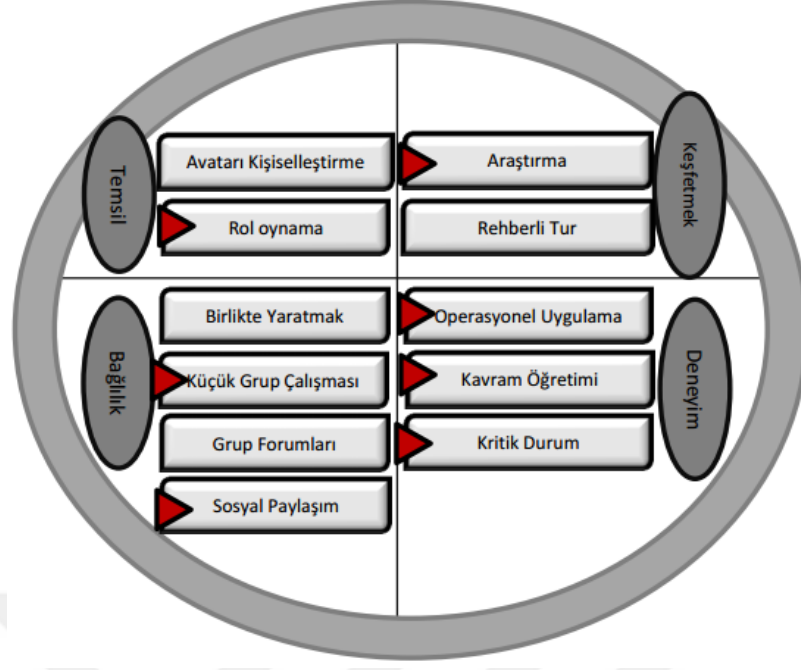 Temsil
Avatarı Kişiselleştirme
Rol oynama
Keşfetmek
Araştırma
Rehberli Tur
Bağlılık
Birlikte Yaratmak
Küçük Grup Çalışması
Grup Forumları
Sosyal Paylaşım
Deneyim
Operasyonel Uygulama
Kavram Öğretimi
Kritik Durum